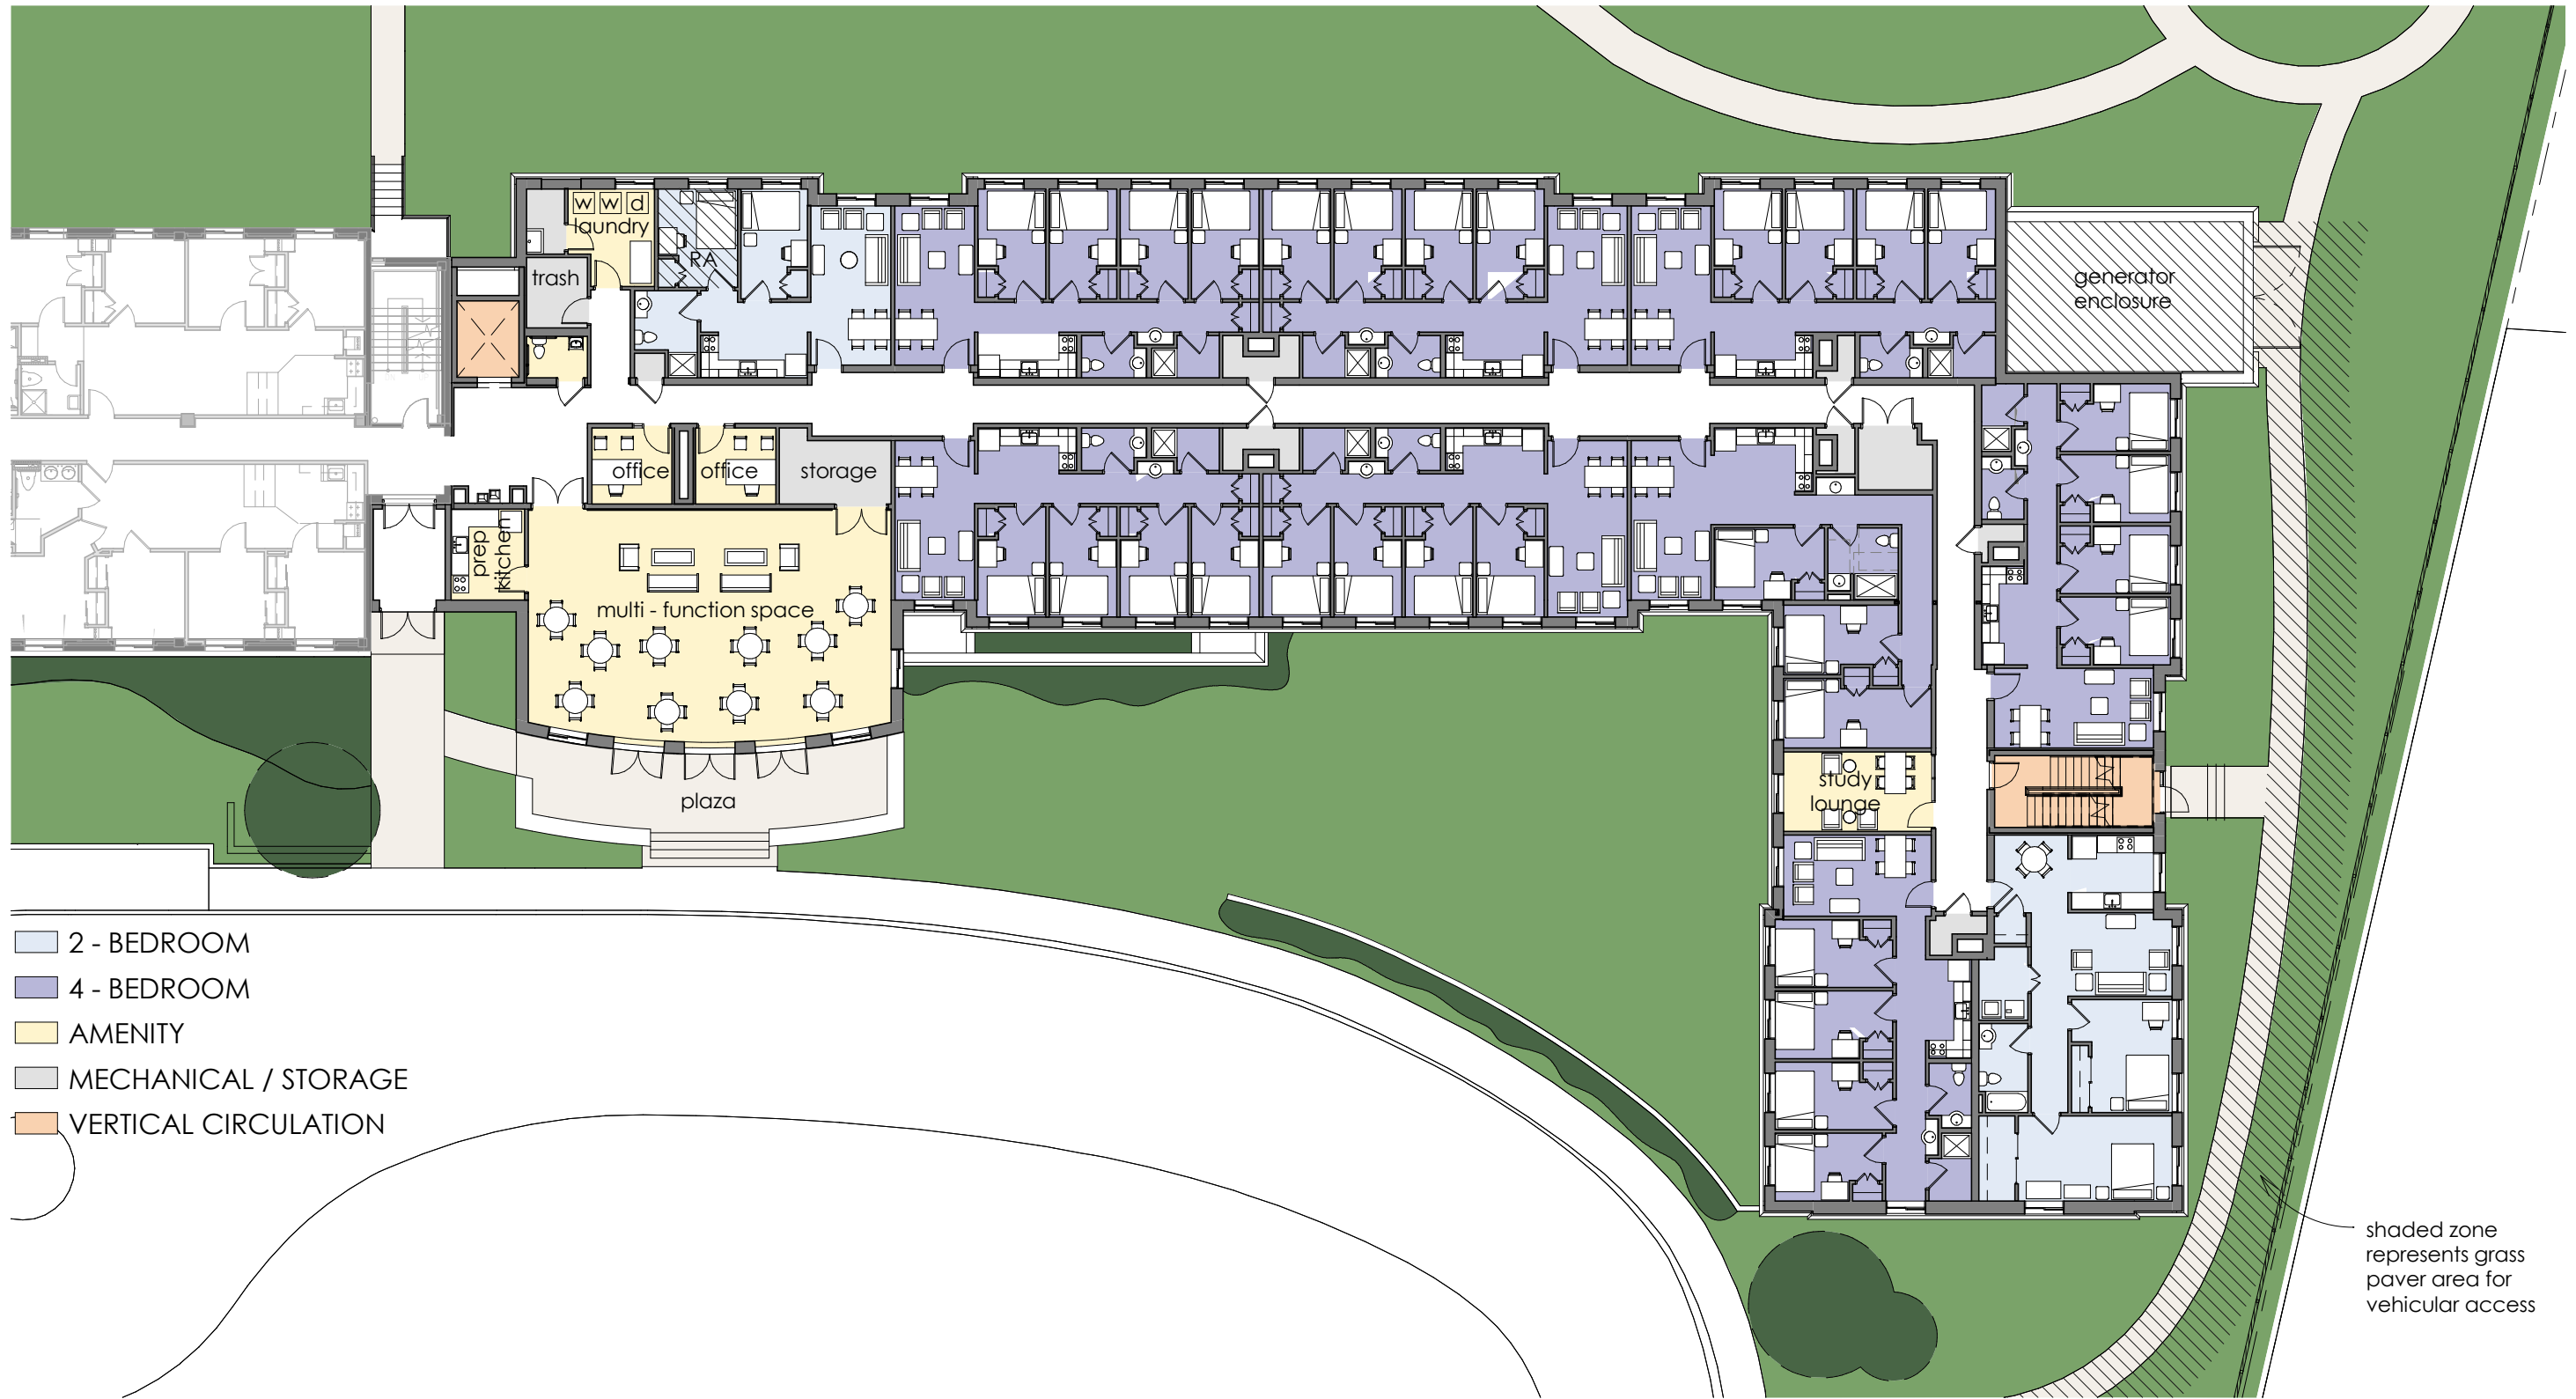 w w d
laundry
trash
RA
generator
enclosure
office
office
storage
prep
kitchen
multi - function space
study
lounge
plaza
2 - BEDROOM
4 - BEDROOM
AMENITY
MECHANICAL / STORAGE
VERTICAL CIRCULATION
shaded zone
represents grass
paver area for
vehicular access